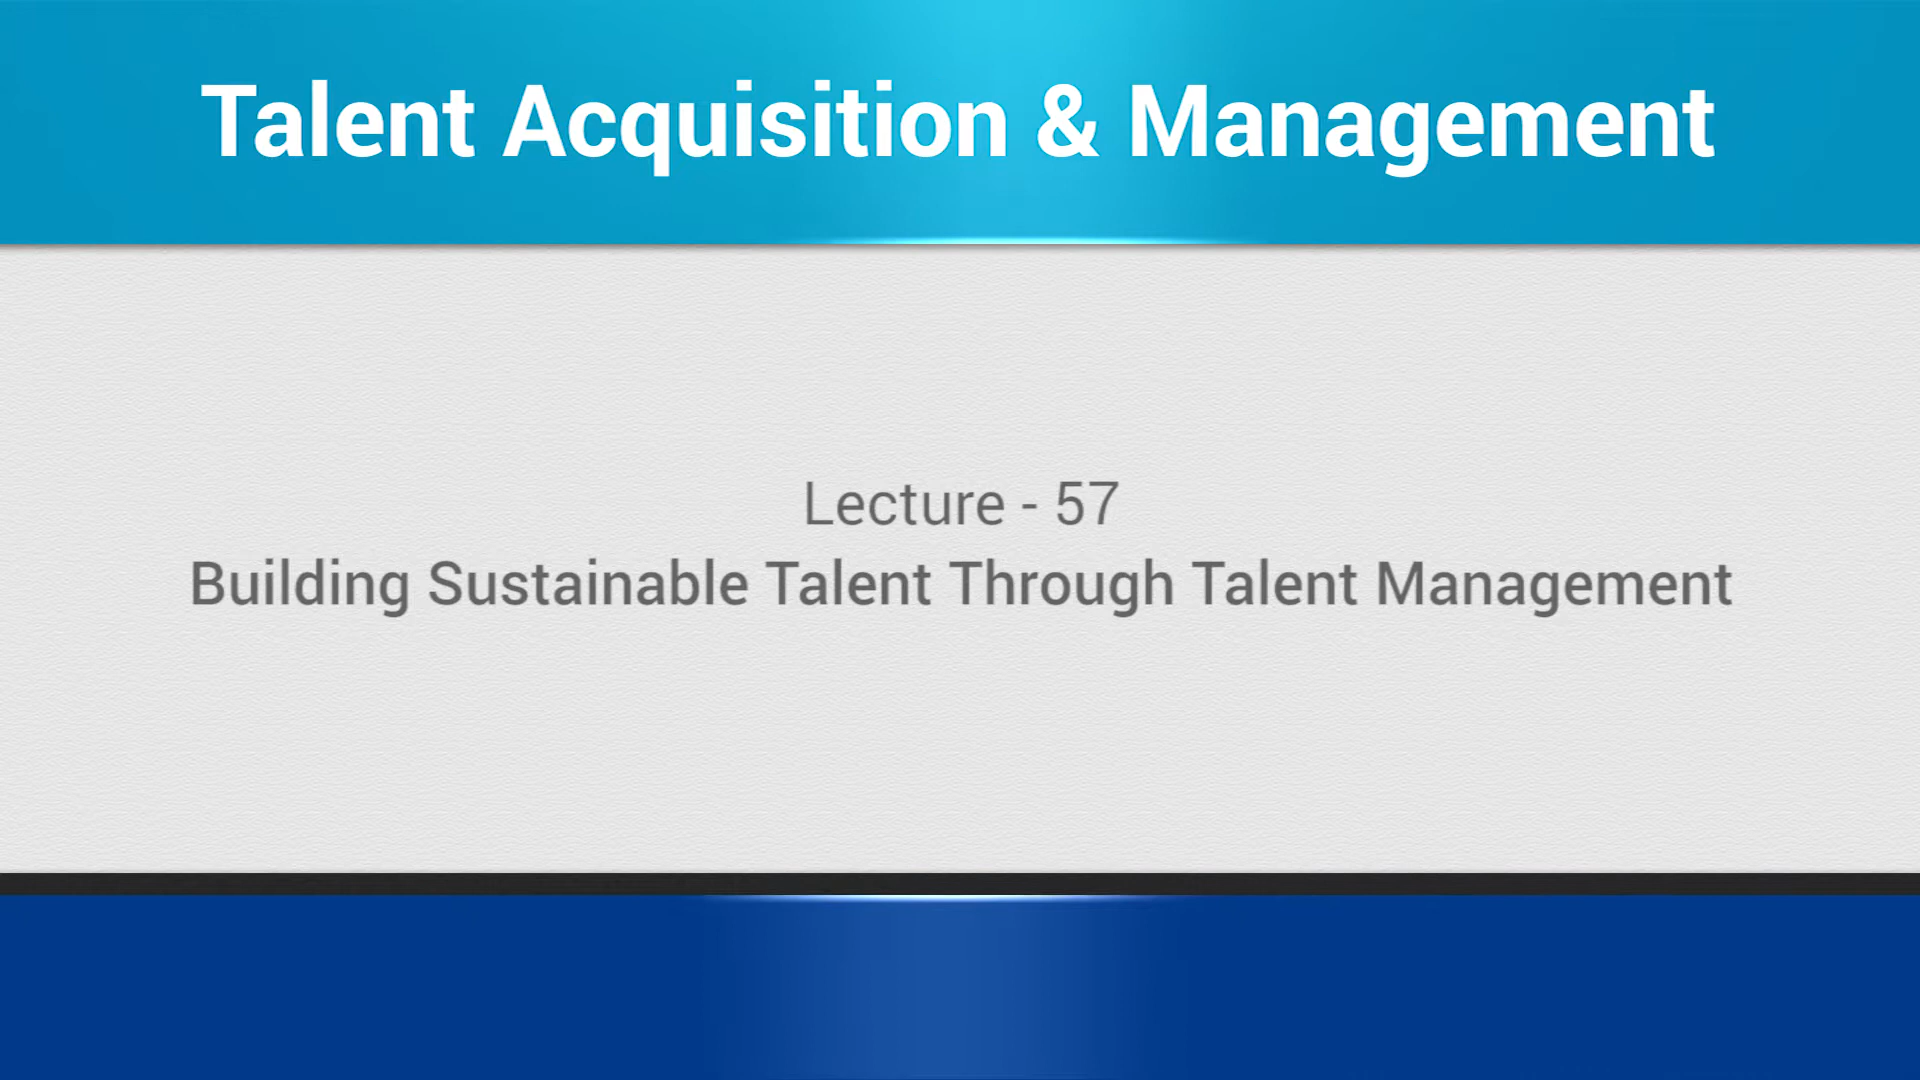 Talent Acquisition & Management
Lecture - 57
Building Sustainable Talent Through Talent Management